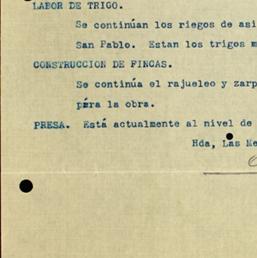 LABOR DE TRIGO.
Se continúan los riegos de asi
San Pablo. Estan los trigos m
CONSTRUCCION DE FINCAS.
Se continúa el rajueleo y zarp
pára la obra.
PRESA. Está actualmente al nivel de
Hda, Las Me